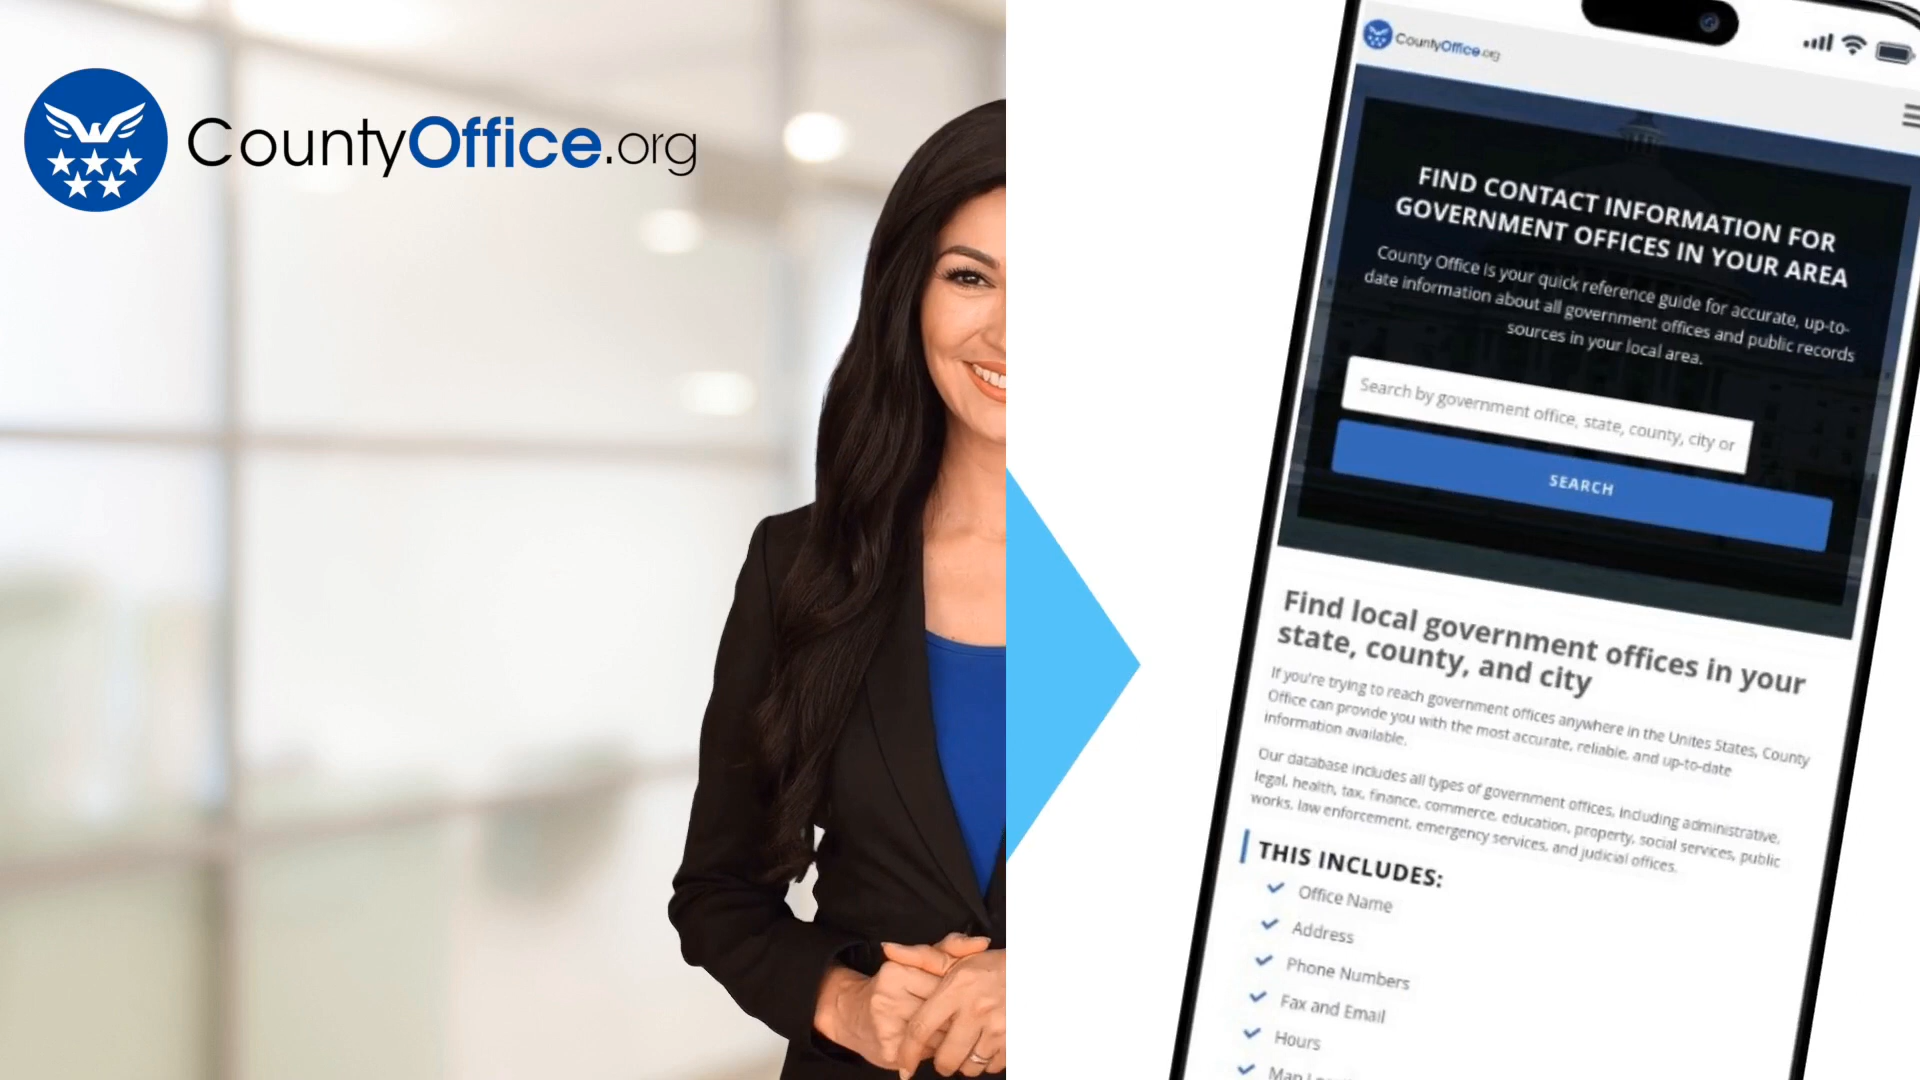 CountyOffice.org
CountyOffice.org
FIND CONTACT INFORMATION FOR
GOVERNMENT OFFICES IN YOUR AREA
County Office is your quick reference guide for accurate, up-to-
date information about all government offices and public records
sources in your local area.
Search by government office, state, county, city or
SEARCH
Find local government offices in your
state, county, and city
If you're trying to reach government offices anywhere in the Unites States, County
Office can provide you with the most accurate, reliable, and up-to-date
information available.
Our database includes all types of government offices, including administrative,
legal, health, tax, finance, commerce, education, property, social services, public
works, law enforcement, emergency services, and judicial offices.
THIS INCLUDES:
Office Name
Address
Phone Numbers
Fax and Email
Hours
Map